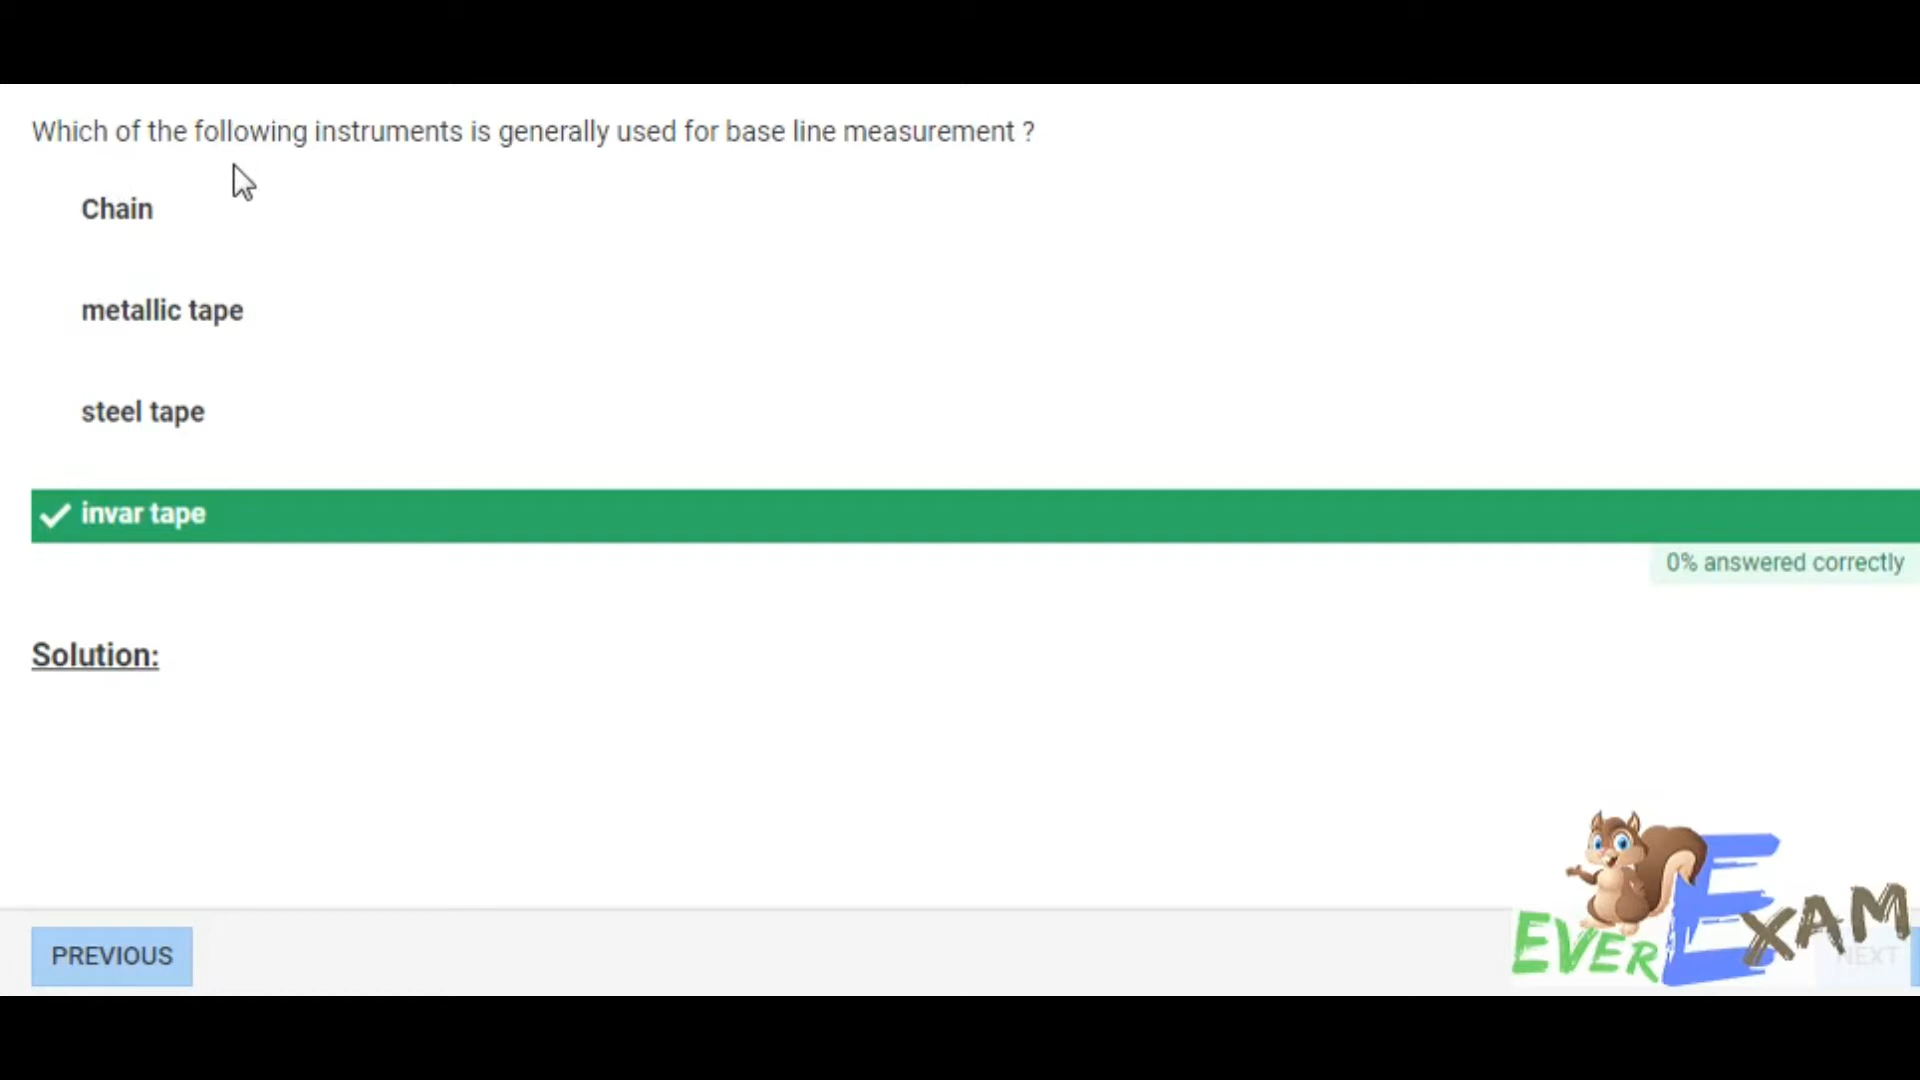 Which of the following instruments is generally used for base line measurement ?
Chain
metallic tape
steel tape
invar tape
0% answered correctly
Solution:
PREVIOUS
NEXT
EVER EXAM